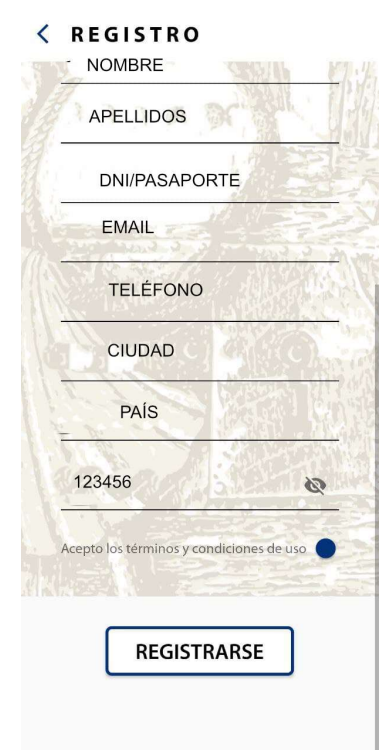 REGISTRO
NOMBRE
APELLIDOS
DNI/PASAPORTE
EMAIL
TELÉFONO
CIUDAD
PAÍS
123456
Acepto los términos y condiciones de uso
REGISTRARSE